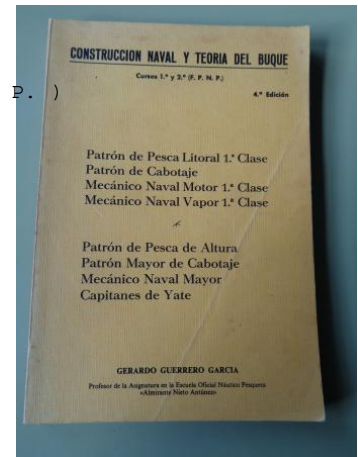 CONSTRUCCION NAVAL Y TEORIA DEL BUQUE
Cursos 1.º y 2.º (F. P. N. P.)
P. )
4.ª Edición
Patrón de Pesca Litoral 1.ª Clase
Patrón de Cabotaje
Mecánico Naval Motor 1.ª Clase
Mecánico Naval Vapor 1.ª Clase
Patrón de Pesca de Altura
Patrón Mayor de Cabotaje
Mecánico Naval Mayor
Capitanes de Yate
GERARDO GUERRERO GARCIA
Profesor de la Asignatura en la Escuela Oficial Náutico Pesquera
«Almirante Nieto Antúnez»